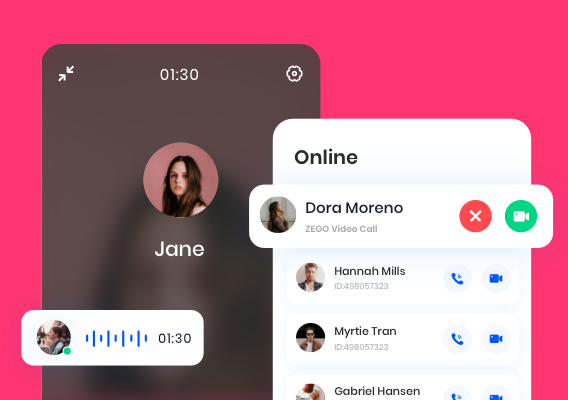 01:30
Jane
01:30
Online
Dora Moreno
ZEGO Video Call
Hannah Mills
ID:498057323
Myrtie Tran
ID:498057323
Gabriel Hansen